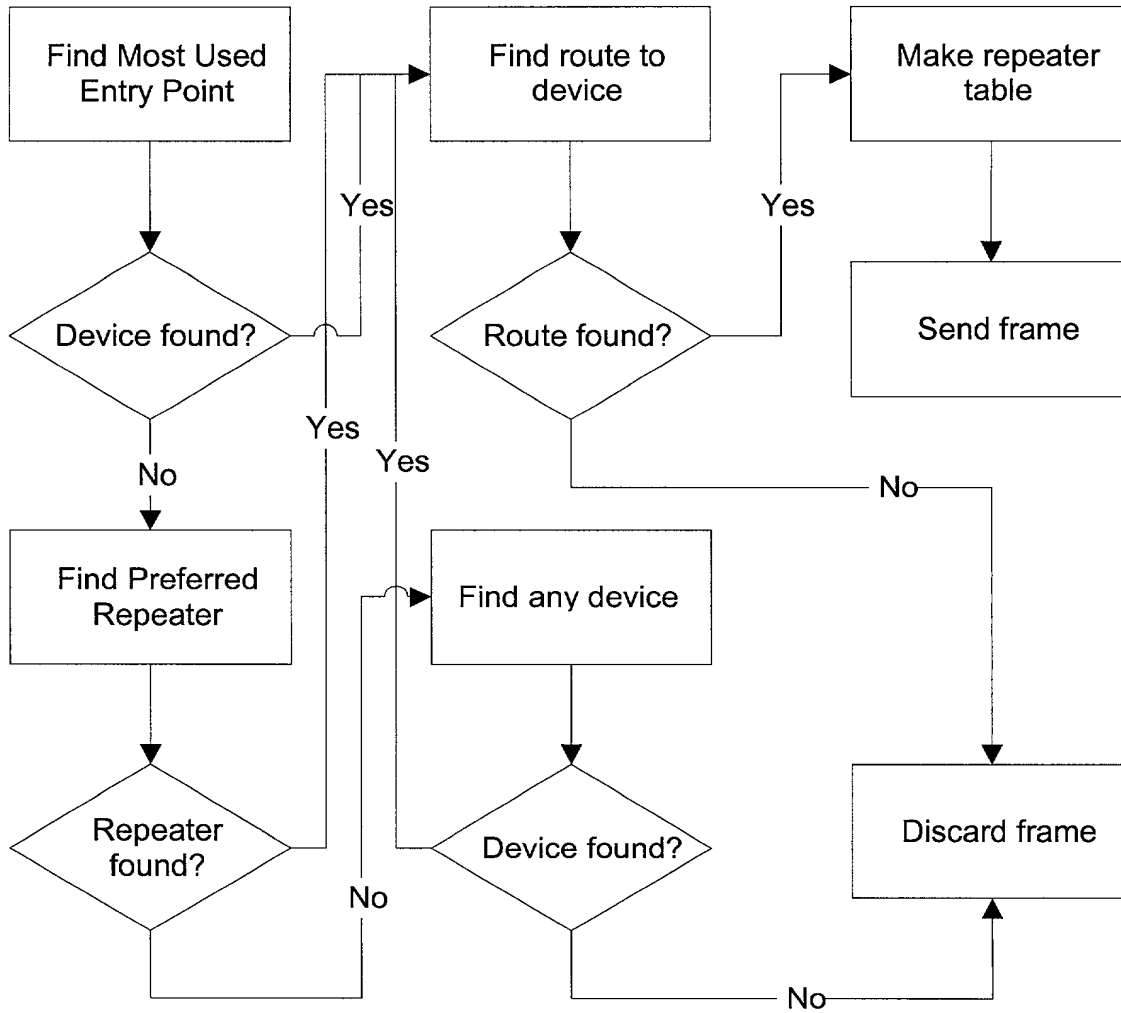 Find Most Used
Entry Point
Find route to
device
Make repeater
table
Yes
Yes
Device found?
Route found?
Send frame
Yes
Yes
No
No
Find Preferred
Repeater
Find any device
Repeater
found?
Device found?
Discard frame
No
No